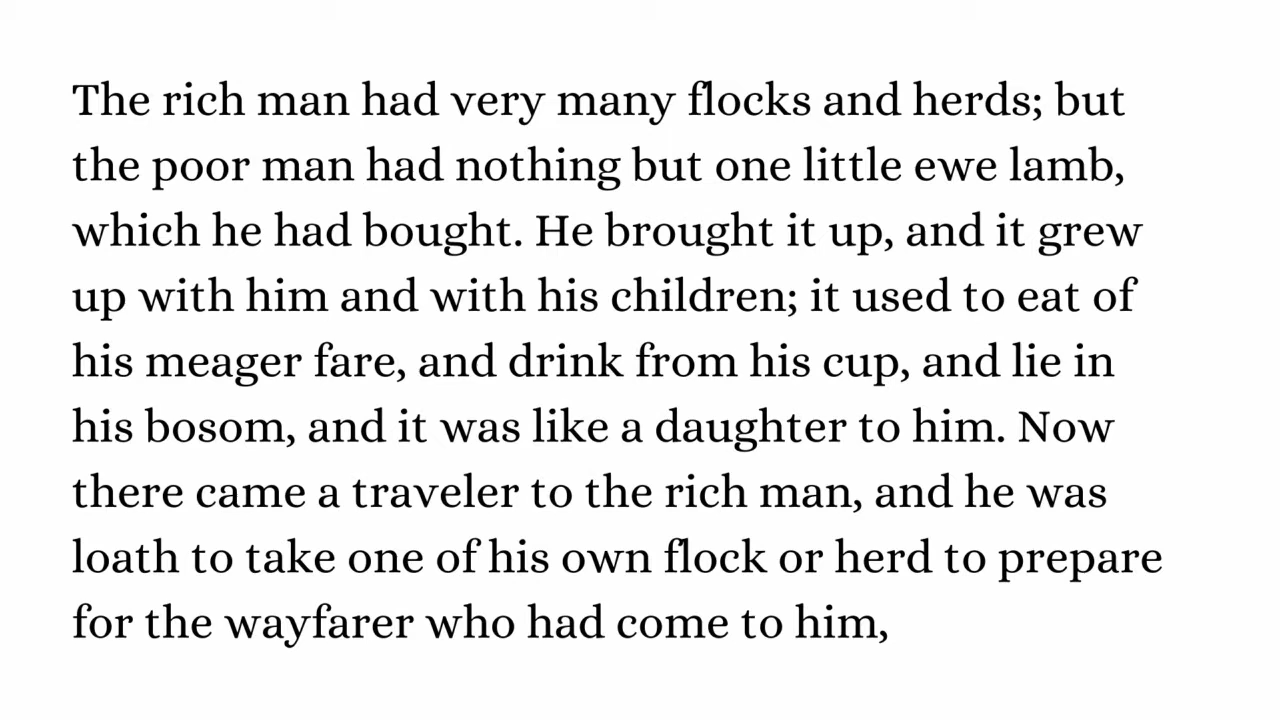 The rich man had very many flocks and herds; but
the poor man had nothing but one little ewe lamb,
which he had bought. He brought it up, and it grew
up with him and with his children; it used to eat of
his meager fare, and drink from his cup, and lie in
his bosom, and it was like a daughter to him. Now
there came a traveler to the rich man, and he was
loath to take one of his own flock or herd to prepare
for the wayfarer who had come to him,